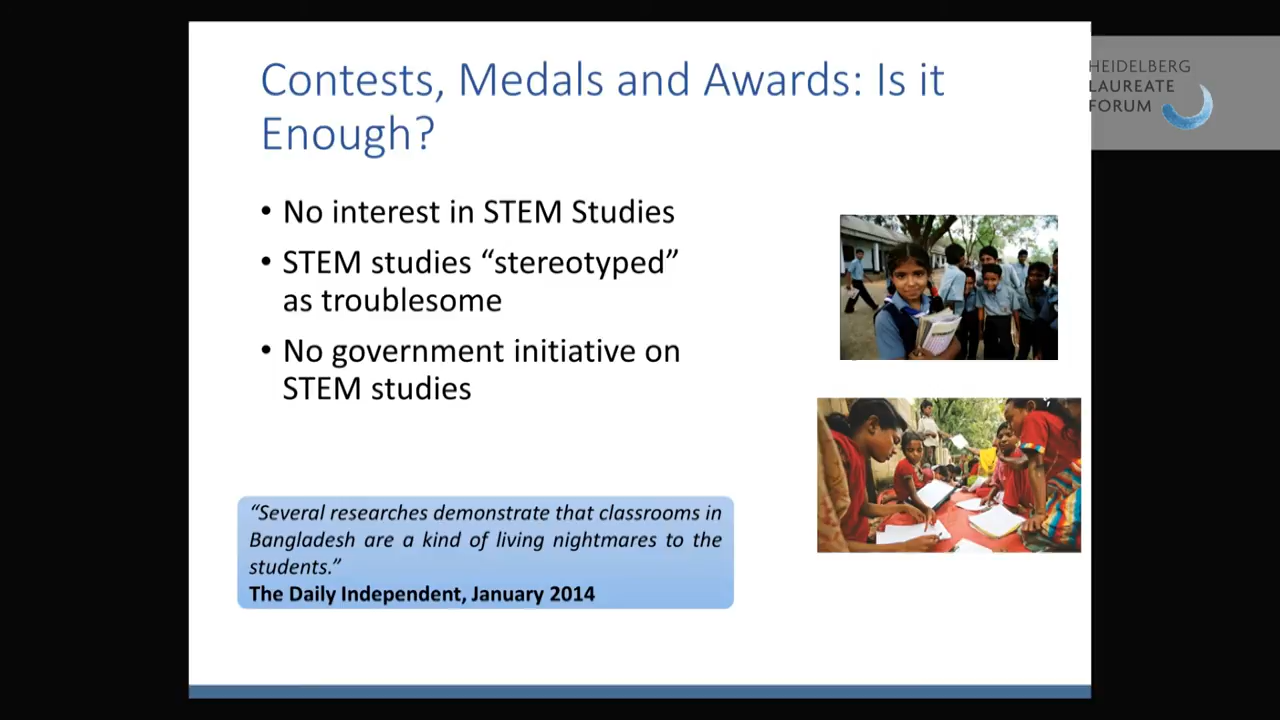 Contests, Medals and Awards: Is it
Enough?
HEIDELBERG
LAUREATE
FORUM
• No interest in STEM Studies
• STEM studies “stereotyped”
as troublesome
• No government initiative on
STEM studies
“Several researches demonstrate that classrooms in
Bangladesh are a kind of living nightmares to the
students.”
The Daily Independent, January 2014